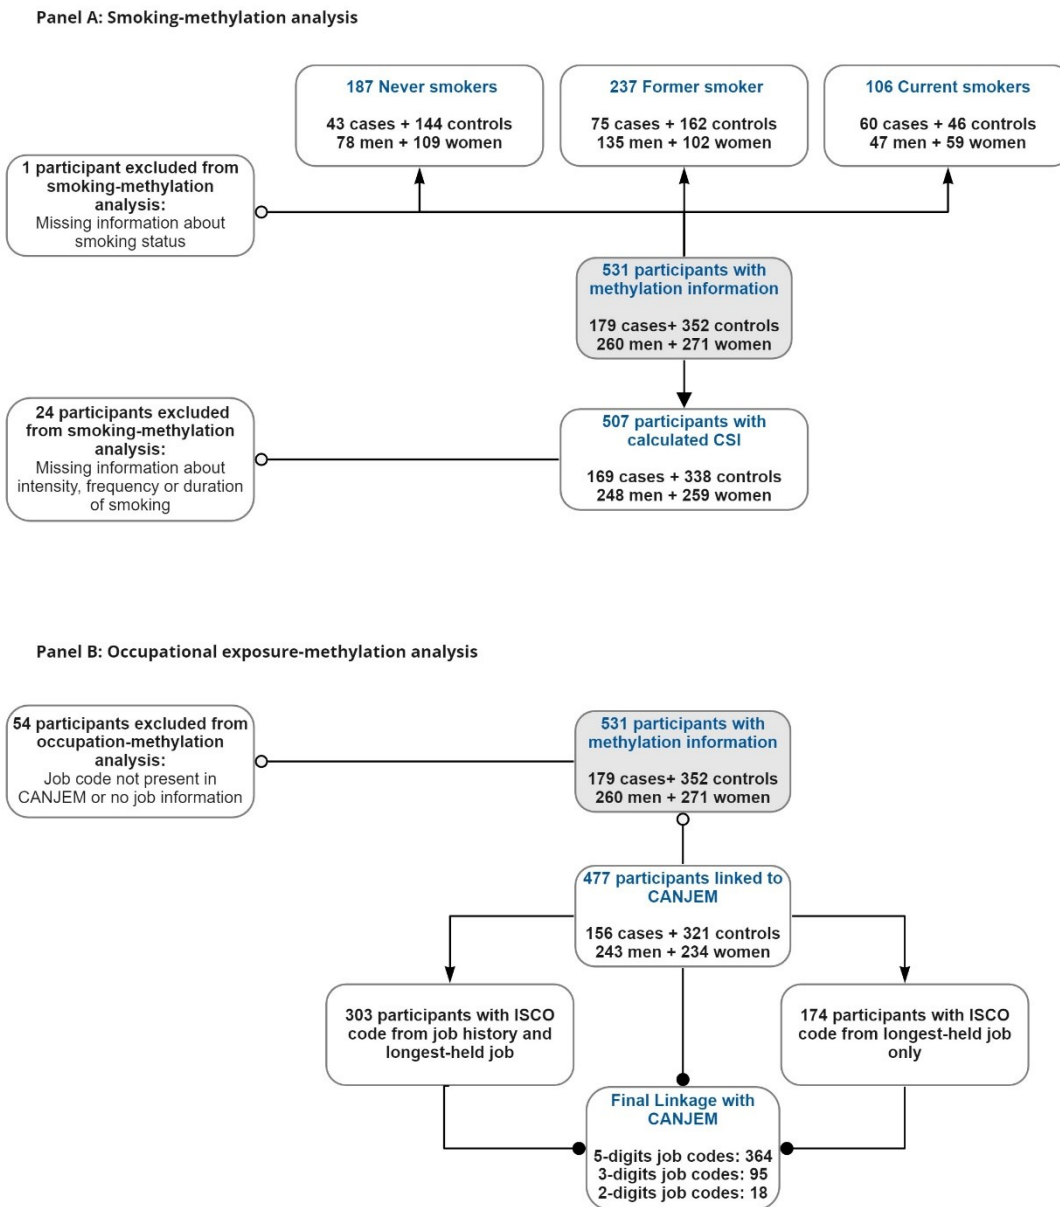 Panel A: Smoking-methylation analysis
187 Never smokers
43 cases + 144 controls
78 men + 109 women
237 Former smoker
75 cases + 162 controls
135 men + 102 women
106 Current smokers
60 cases + 46 controls
47 men + 59 women
1 participant excluded from
smoking-methylation
analysis:
Missing information about
smoking status
531 participants with
methylation information
179 cases+ 352 controls
260 men + 271 women
24 participants excluded
from smoking-methylation
analysis:
Missing information about
intensity, frequency or duration
of smoking
507 participants with
calculated CSI
169 cases + 338 controls
248 men + 259 women
Panel B: Occupational exposure-methylation analysis
54 participants excluded from
occupation-methylation
analysis:
Job code not present in
CANJEM or no job information
531 participants with
methylation information
179 cases+ 352 controls
260 men + 271 women
477 participants linked to
CANJEM
156 cases + 321 controls
243 men + 234 women
303 participants with ISCO
code from job history and
longest-held job
174 participants with ISCO
code from longest-held job
only
Final Linkage with
CANJEM
5-digits job codes: 364
3-digits job codes: 95
2-digits job codes: 18